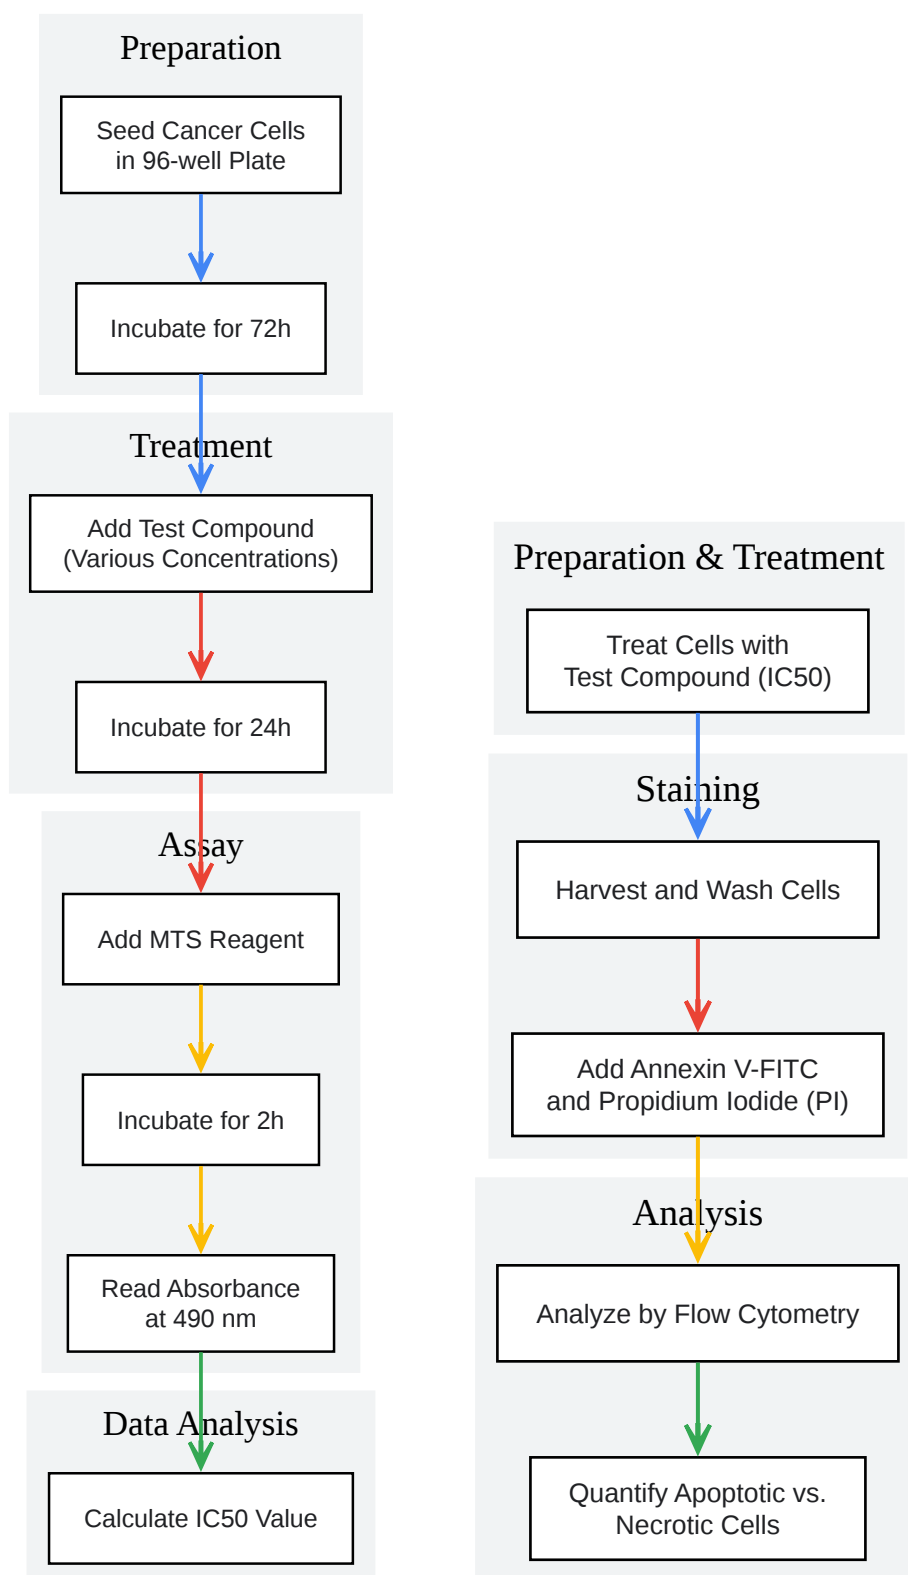 Preparation
Seed Cancer Cells
in 96-well Plate
Incubate for 72h
Treatment
Add Test Compound
(Various Concentrations)
Incubate for 24h
Assay
Add MTS Reagent
Incubate for 2h
Read Absorbance
at 490 nm
Data Analysis
Calculate IC50 Value
Preparation & Treatment
Treat Cells with
Test Compound (IC50)
Staining
Harvest and Wash Cells
Add Annexin V-FITC
and Propidium Iodide (PI)
Analysis
Analyze by Flow Cytometry
Quantify Apoptotic vs.
Necrotic Cells